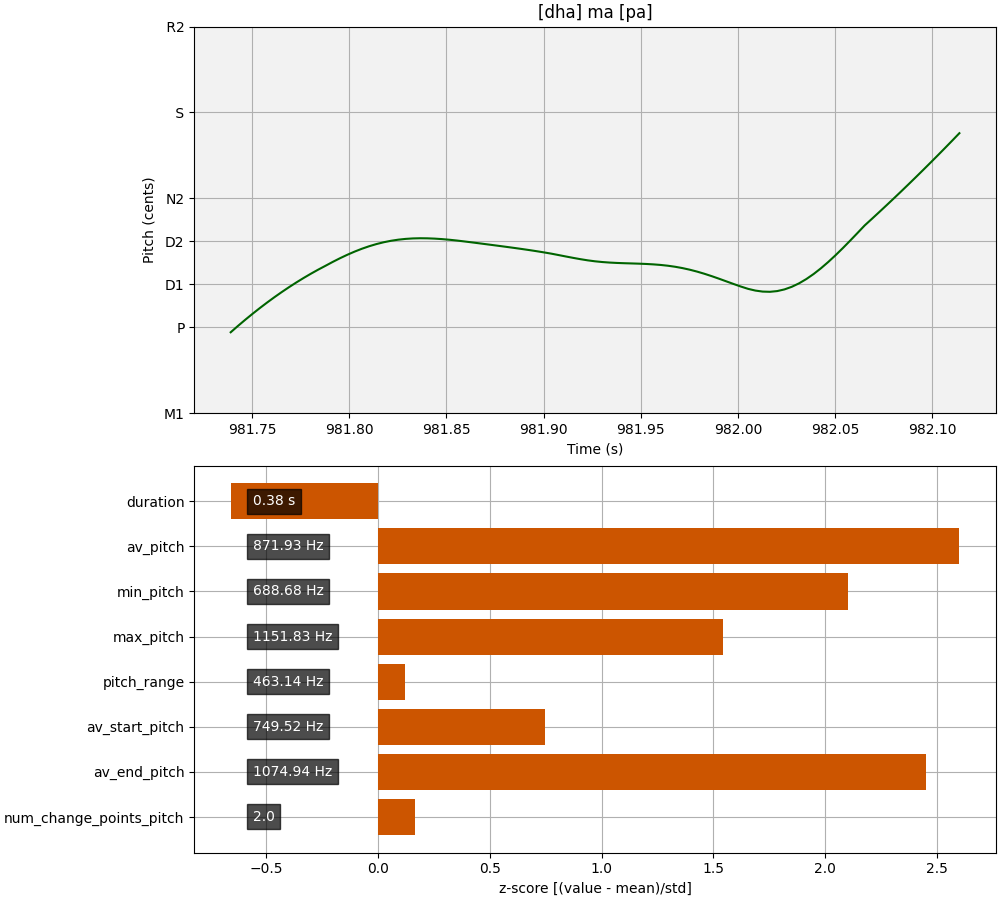 [dha] ma [pa]
R2
S
N2
D2
D1
P
M1
Pitch (cents)
981.75 981.80 981.85 981.90 981.95 982.00 982.05 982.10
Time (s)
duration 0.38 s
av_pitch 871.93 Hz
min_pitch 688.68 Hz
max_pitch 1151.83 Hz
pitch_range 463.14 Hz
av_start_pitch 749.52 Hz
av_end_pitch 1074.94 Hz
num_change_points_pitch 2.0
−0.5 0.0 0.5 1.0 1.5 2.0 2.5
z-score [(value - mean)/std]